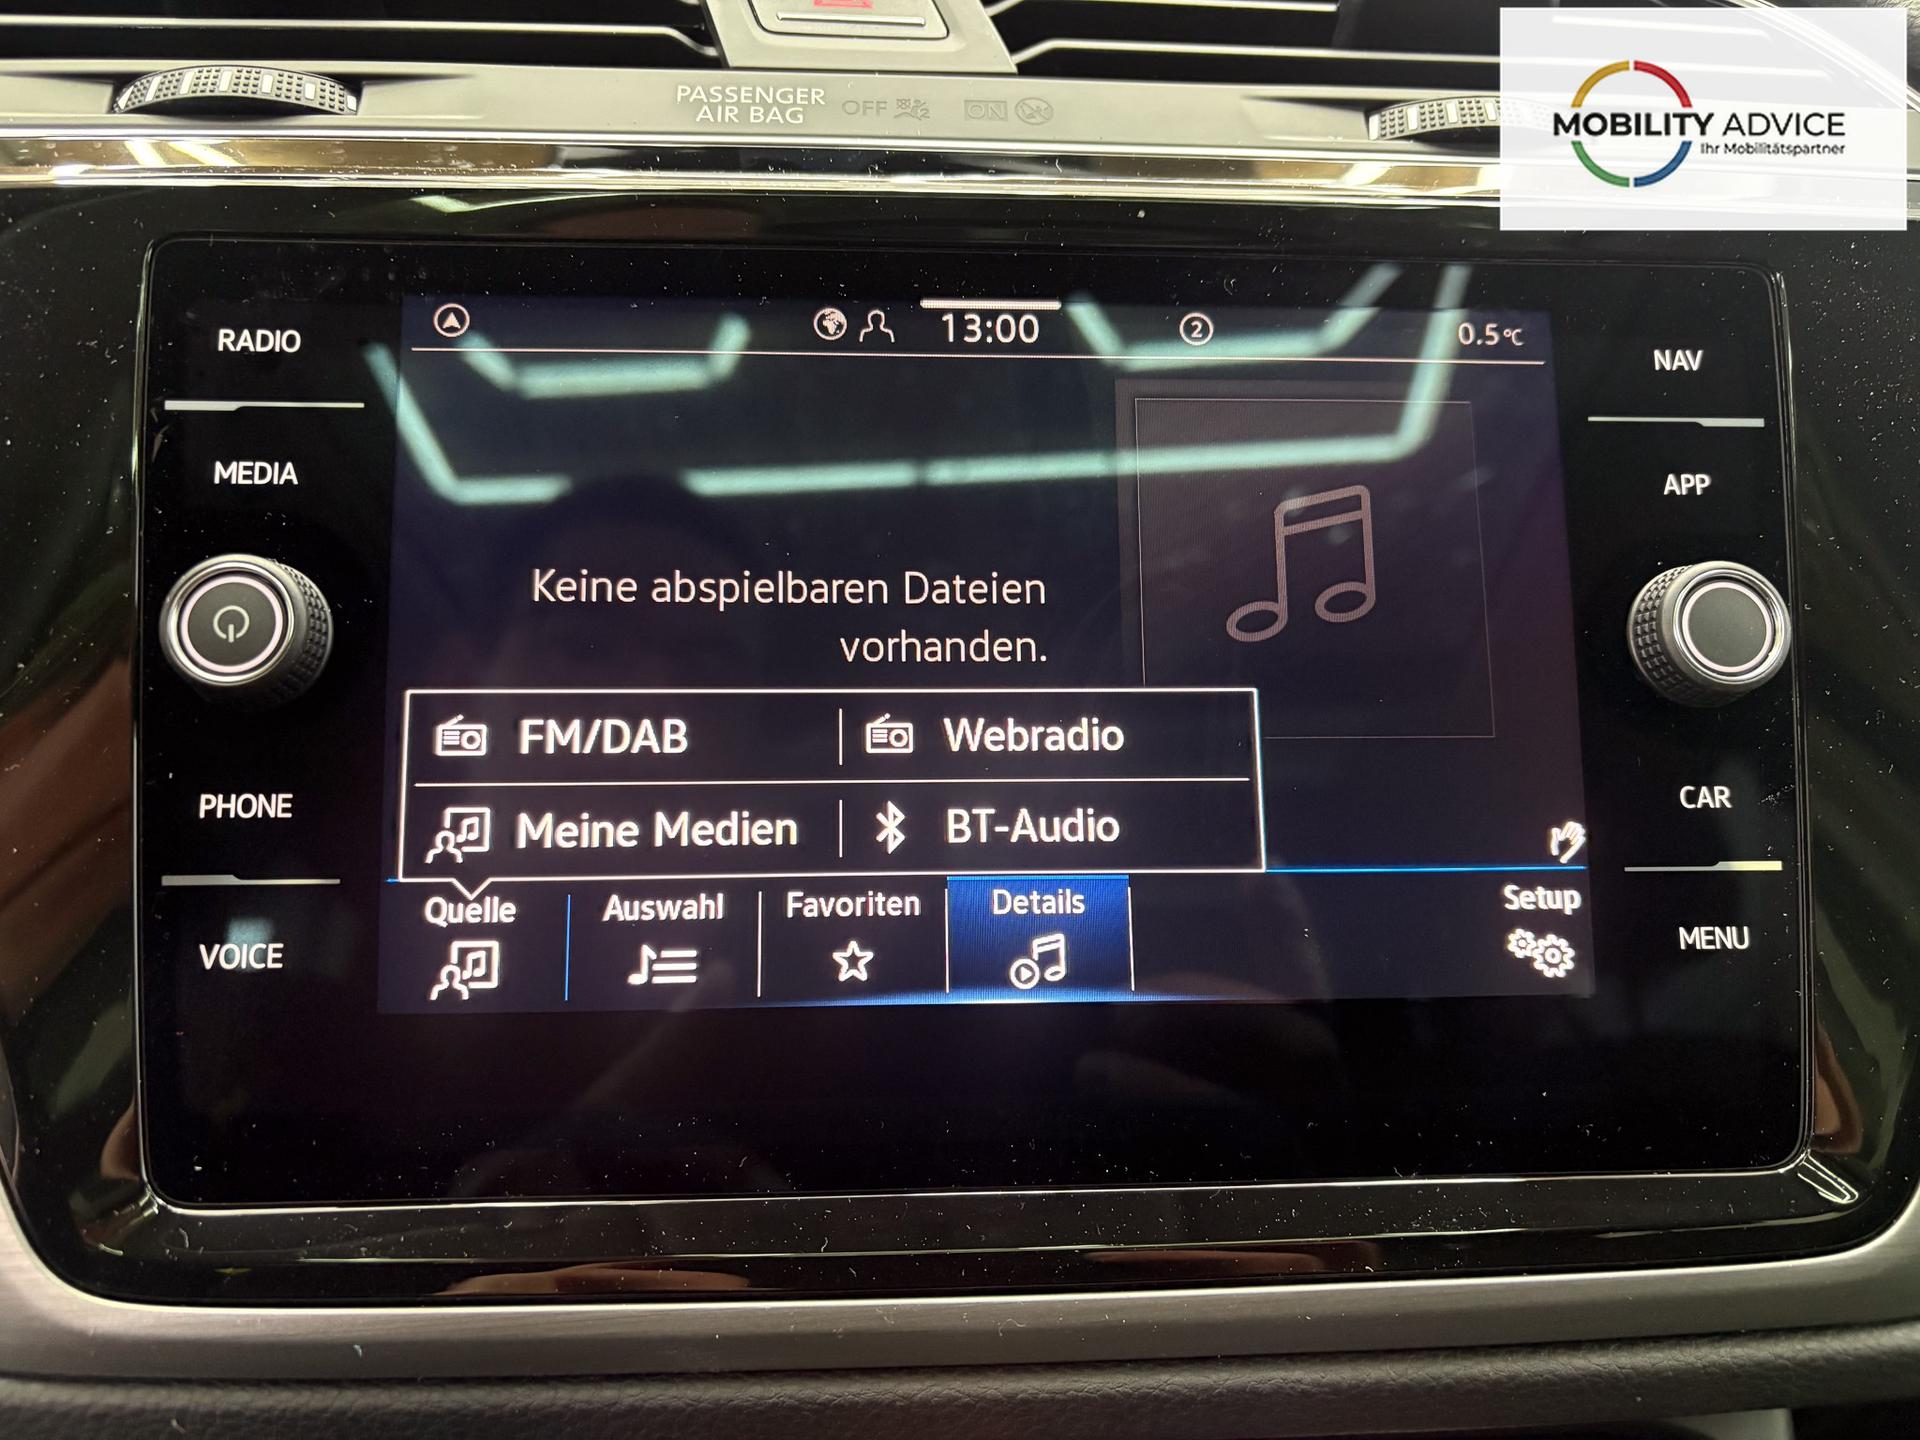 PASSENGER
AIR BAG
OFF
ON
MOBILITY ADVICE
Ihr Mobilitätspartner
RADIO
MEDIA
PHONE
VOICE
13:00
2
0.5°C
Keine abspielbaren Dateien
vorhanden.
FM/DAB
Webradio
Meine Medien
BT-Audio
Quelle
Auswahl
Favoriten
Details
Setup
NAV
APP
CAR
MENU